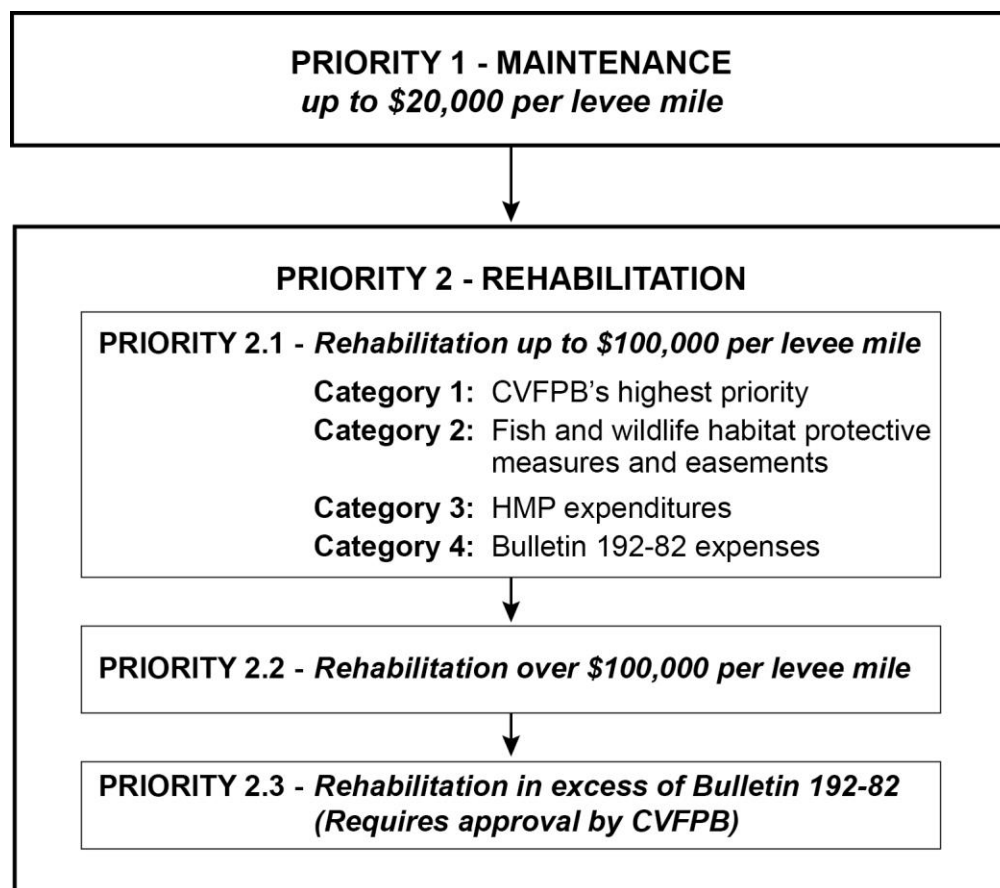 PRIORITY 1 - MAINTENANCE
up to $20,000 per levee mile
PRIORITY 2 - REHABILITATION
PRIORITY 2.1 - Rehabilitation up to $100,000 per levee mile
Category 1: CVFPB’s highest priority
Category 2: Fish and wildlife habitat protective
measures and easements
Category 3: HMP expenditures
Category 4: Bulletin 192-82 expenses
PRIORITY 2.2 - Rehabilitation over $100,000 per levee mile
PRIORITY 2.3 - Rehabilitation in excess of Bulletin 192-82
(Requires approval by CVFPB)